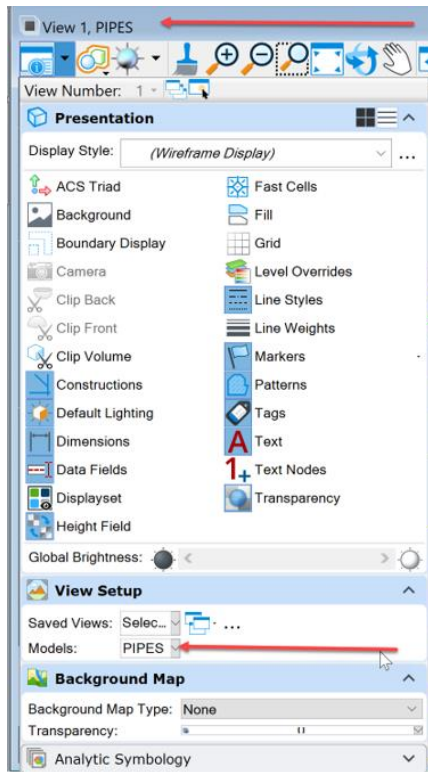 View 1, PIPES
View Number: 1
Presentation
Display Style: (Wireframe Display) ...
ACS Triad Fast Cells
Background Fill
Boundary Display Grid
Camera Level Overrides
Clip Back Line Styles
Clip Front Line Weights
Clip Volume Markers
Constructions Patterns
Default Lighting Tags
Dimensions A Text
Data Fields 1+ Text Nodes
Displayset Transparency
Height Field
Global Brightness:
View Setup
Saved Views: Selec... ...
Models: PIPES
Background Map
Background Map Type: None
Transparency:
Analytic Symbology